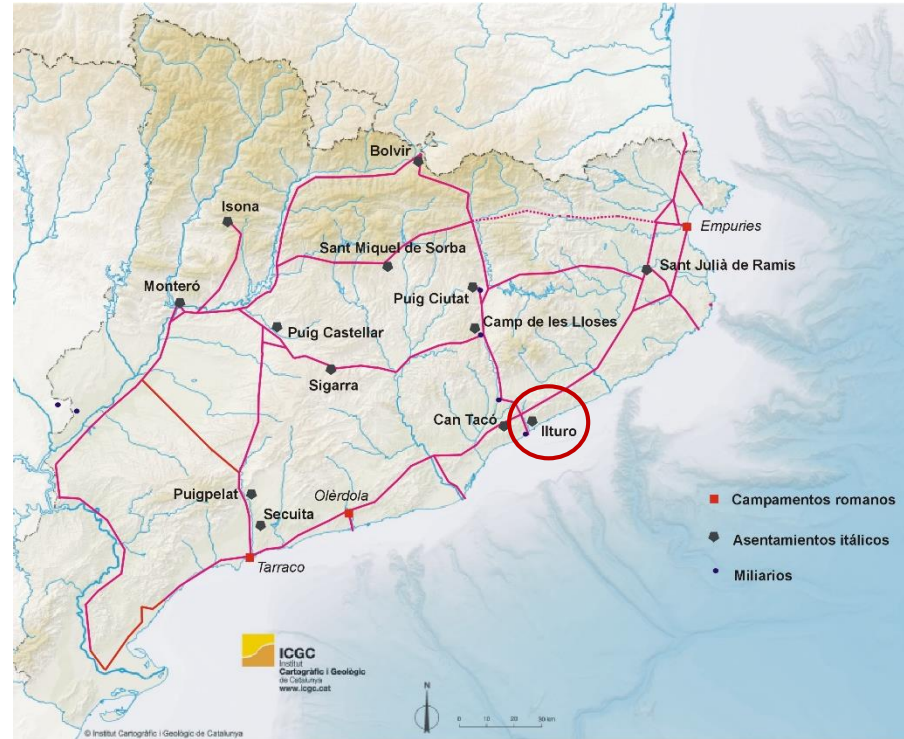 Bolvir
Isona
Empuries
Sant Miquel de Sorba
Sant Julià de Ramis
Monteró
Puig Ciutat
Puig Castellar
Camp de les Lloses
Sigarra
Can Tacó
Ilturo
Puigpelat
Olèrdola
Secuita
Tarraco
Campamentos romanos
Asentamientos itálicos
Miliarios
ICGC
Institut
Cartogràfic i Geològic
de Catalunya
www.icgc.cat
N
0 10 20 30 km
© Institut Cartogràfic i Geològic de Catalunya